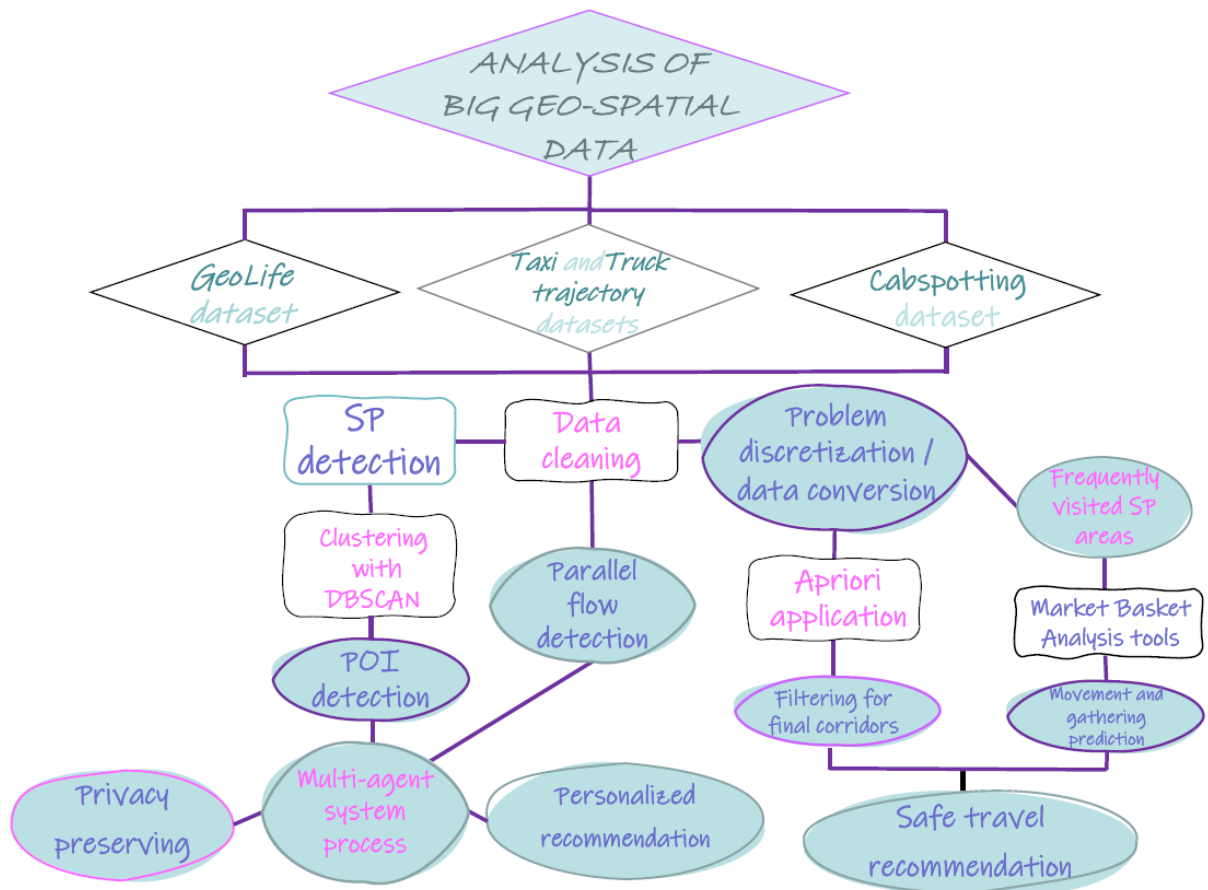 ANALYSIS OF
BIG GEO-SPATIAL
DATA
GeoLife
dataset
Taxi andTruck
trajectory
datasets
Cabspotting
dataset
SP
detection
Data
cleaning
Problem
discretization /
data conversion
Frequently
visited SP
areas
Clustering
with
DBSCAN
Parallel
flow
detection
Apriori
application
Market Basket
Analysis tools
POI
detection
Filtering for
final corridors
Movement and
gathering
prediction
Privacy
preserving
Multi-agent
system
process
Personalized
recommendation
Safe travel
recommendation